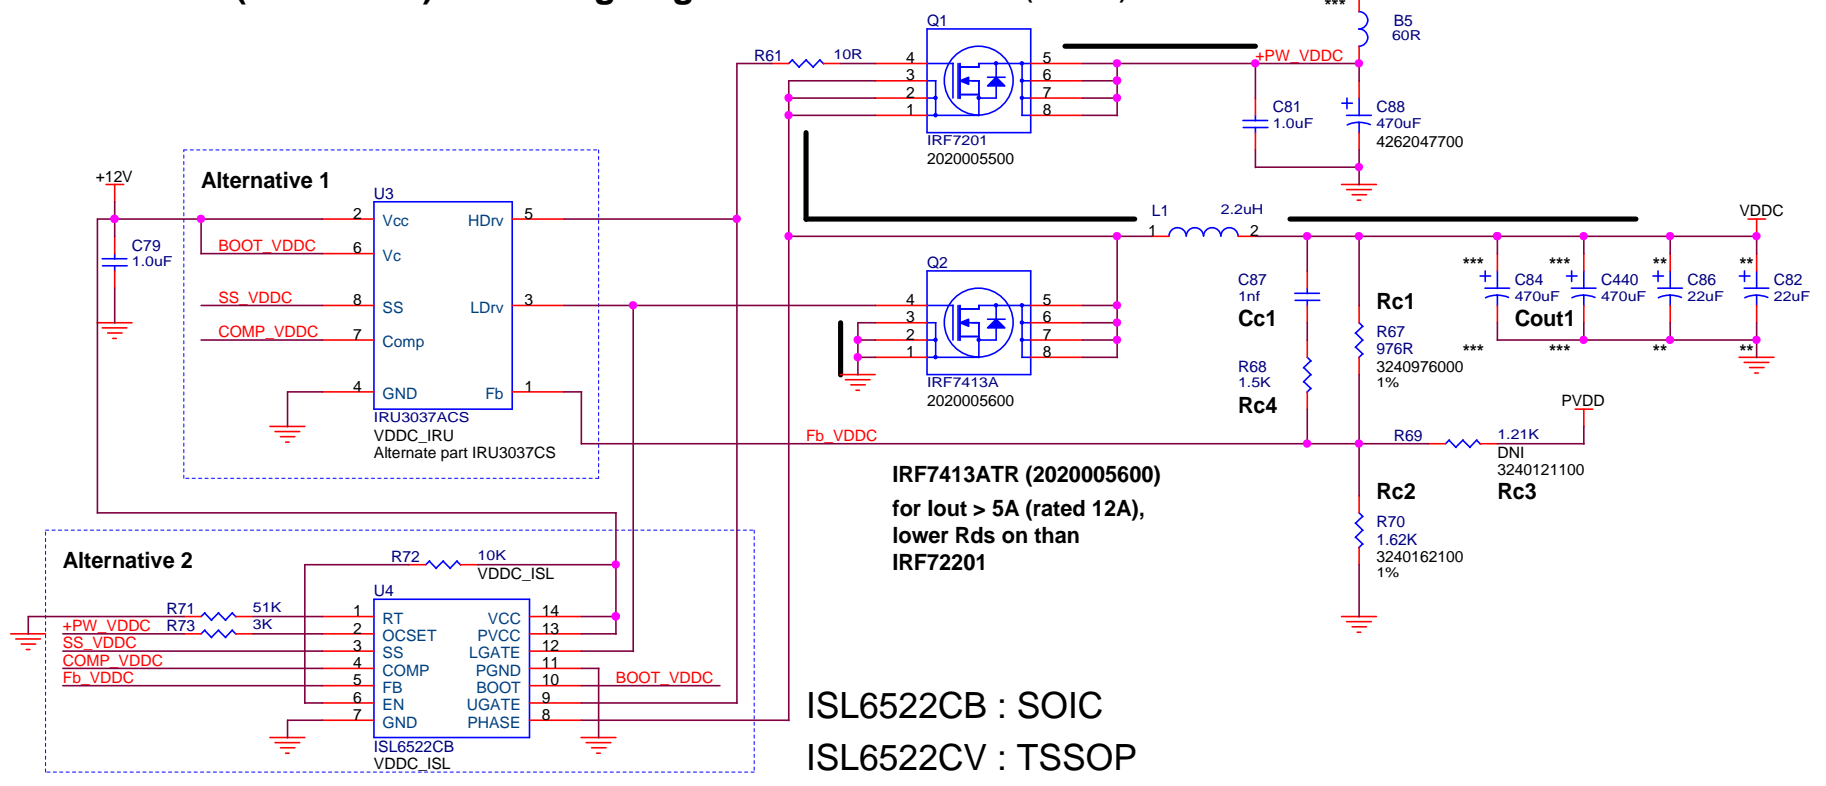 ***
B5
60R
Q1
R61 10R
4 5
3 6
2 7
1 8
+PW_VDDC
IRF7201
2020005500
C81
1.0uF
+
C88
470uF
4262047700
+12V
C79
1.0uF
Alternative 1
U3
2 Vcc HDrv 5
BOOT_VDDC 6 Vc
SS_VDDC 8 SS LDrv 3
COMP_VDDC 7 Comp
4 GND Fb 1
IRU3037ACS
VDDC_IRU
Alternate part IRU3037CS
L1 2.2uH
1 2
VDDC
Q2
4 5
3 6
2 7
1 8
IRF7413A
2020005600
C87
1nf
Cc1
R68
1.5K
Rc4
Rc1
R67
976R
3240976000
1%
*** *** ** **
+ C84
470uF
+ C440
470uF
+ C86
22uF
+ C82
22uF
Cout1
*** *** ** **
PVDD
Fb_VDDC
R69 1.21K
DNI
3240121100
Rc3
Rc2
R70
1.62K
3240162100
1%
IRF7413ATR (2020005600)
for Iout > 5A (rated 12A),
lower Rds on than
IRF72201
Alternative 2
R72 10K
VDDC_ISL
U4
R71 51K 1 RT VCC 14
+PW_VDDC R73 3K 2 OCSET PVCC 13
SS_VDDC 3 SS LGATE 12
COMP_VDDC 4 COMP PGND 11
Fb_VDDC 5 FB BOOT 10 BOOT_VDDC
6 EN UGATE 9
7 GND PHASE 8
ISL6522CB
VDDC_ISL
ISL6522CB : SOIC
ISL6522CV : TSSOP